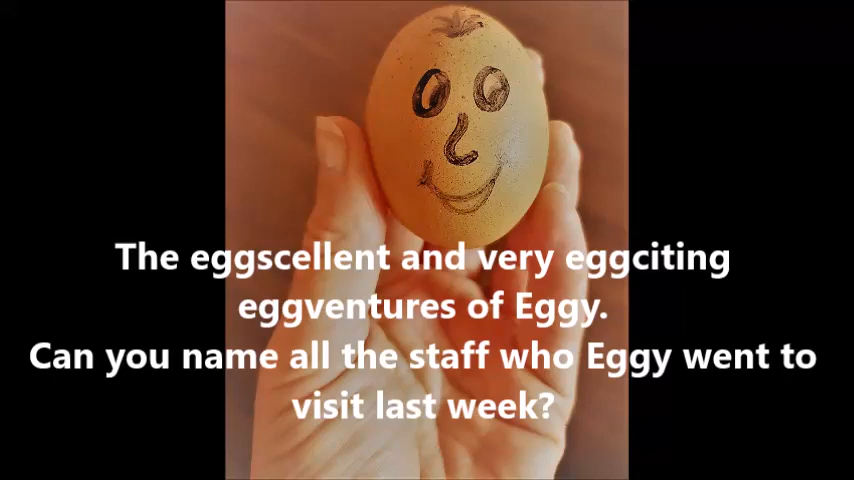 The eggscellent and very eggciting
eggventures of Eggy.
Can you name all the staff who Eggy went to
visit last week?